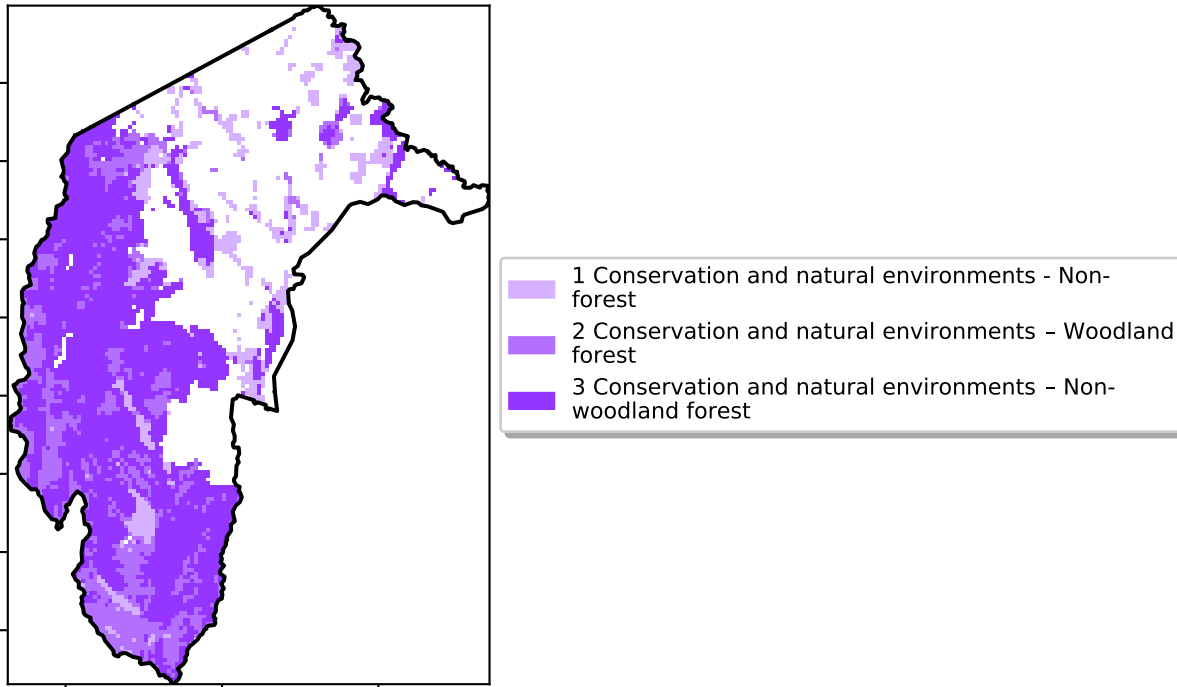 1 Conservation and natural environments - Non-
forest
2 Conservation and natural environments – Woodland
forest
3 Conservation and natural environments – Non-
woodland forest